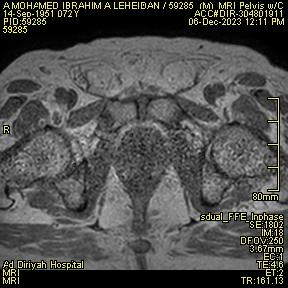 A MOHAMED IBRAHIM A LEHEIDAN / 59285 (M) MRI Pelvis w/C
14-Sep-1951 072Y ACC#DIR-304801911
PID:59285 06-Dec-2023 12:11 PM
59285
R
80mm
sdual_FFE_Inphase
SE:1802
IM:18
DFOV:250
3.67mm
EC:1
Ad Diriyah Hospital TE:4.6
MRI ET:2
MRI TR:161.13